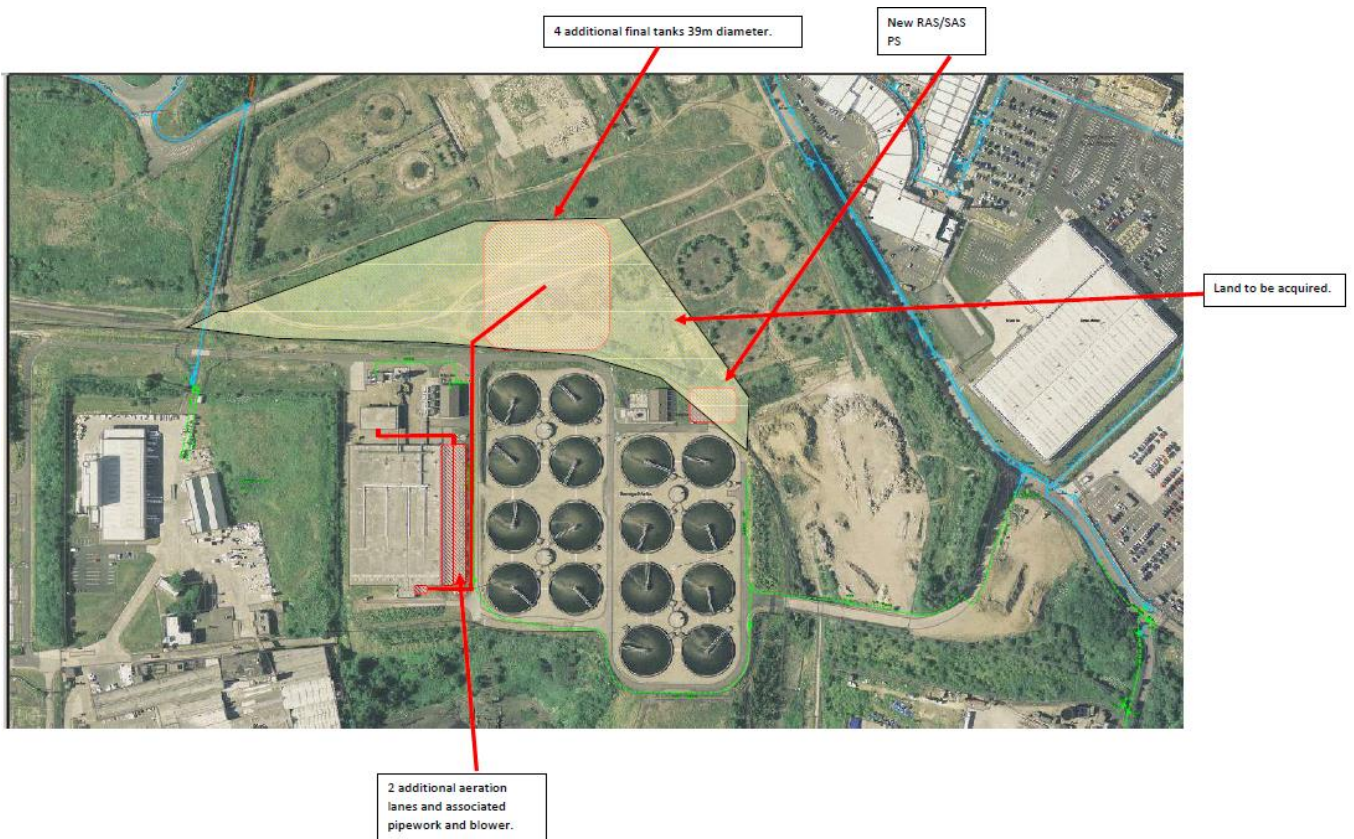 4 additional final tanks 39m diameter.
New RAS/SAS
PS
Land to be acquired.
2 additional aeration
lanes and associated
pipework and blower.